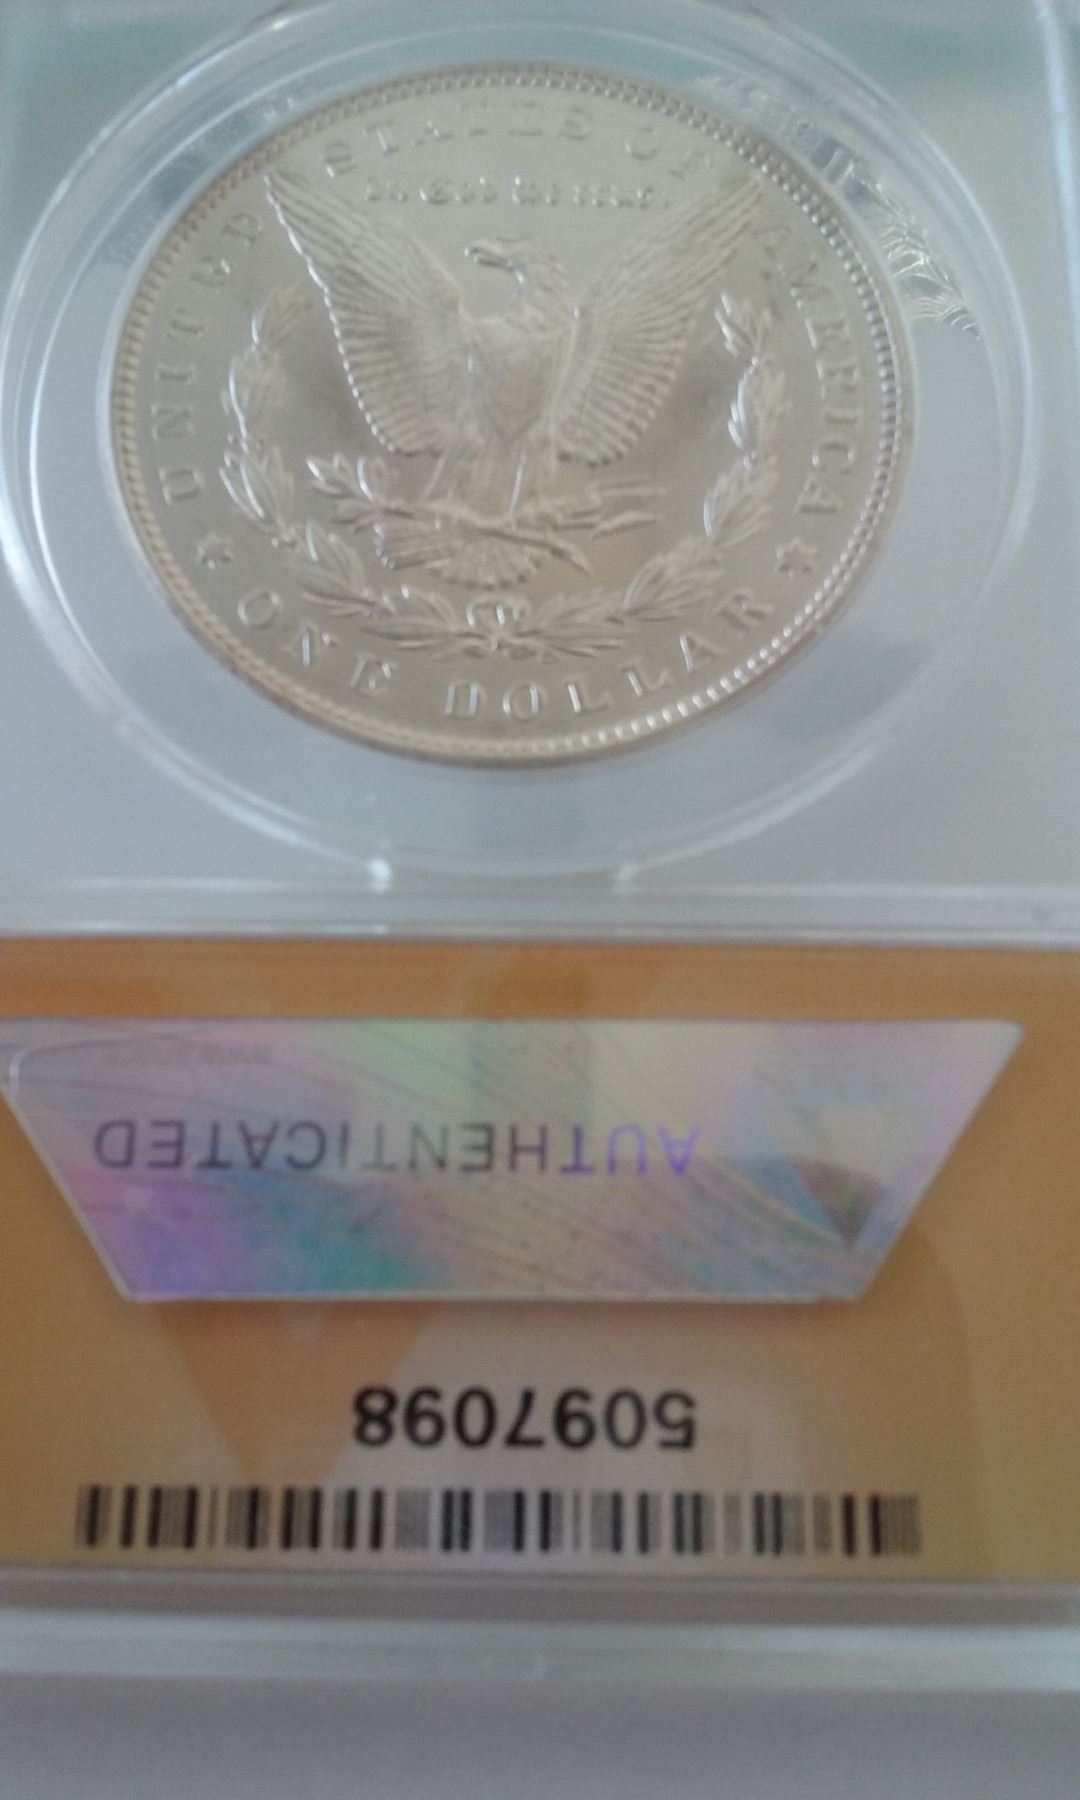 UNITED STATES OF AMERICA
In God We Trust.
ONE DOLLAR
AUTHENTICATED
5097098